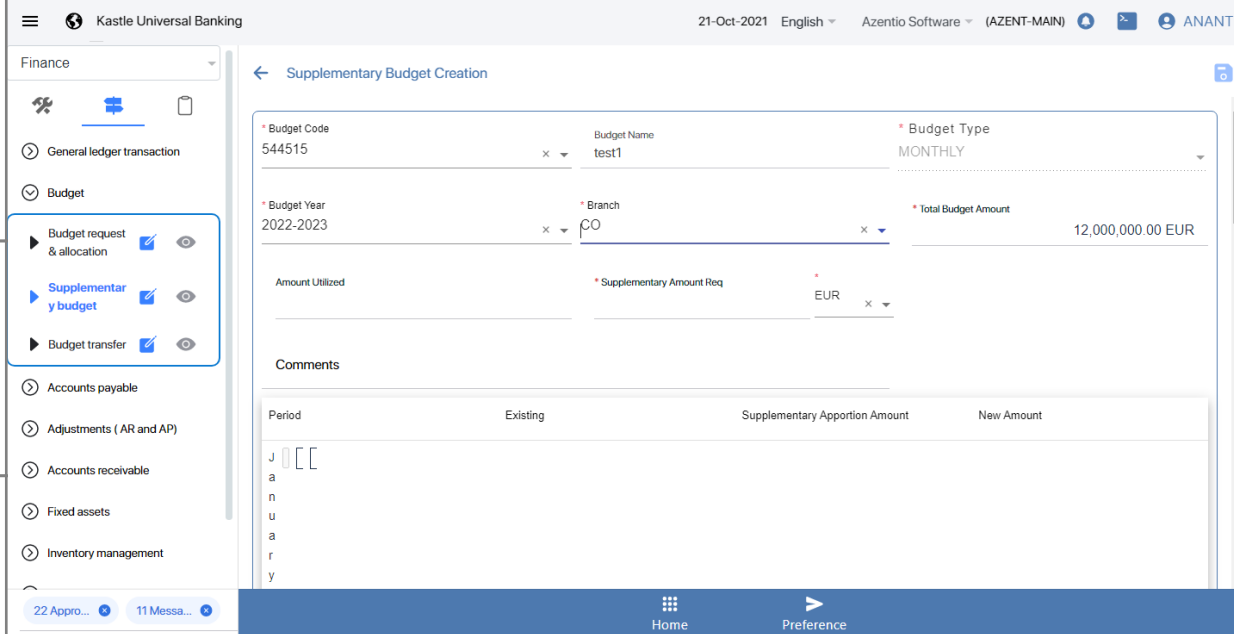 Kastle Universal Banking
21-Oct-2021 English Azentio Software (AZENT-MAIN) ANANT
Finance
General ledger transaction
Budget
Budget request
& allocation
Supplementar
y budget
Budget transfer
Accounts payable
Adjustments ( AR and AP)
Accounts receivable
Fixed assets
Inventory management
22 Appro... 11 Messa...
Supplementary Budget Creation
* Budget Code
544515
Budget Name
test1
* Budget Type
MONTHLY
* Budget Year
2022-2023
* Branch
CO
* Total Budget Amount
12,000,000.00 EUR
Amount Utilized
* Supplementary Amount Req
*
EUR
Comments
Period Existing Supplementary Apportion Amount New Amount
J
a
n
u
a
r
y
Home Preference